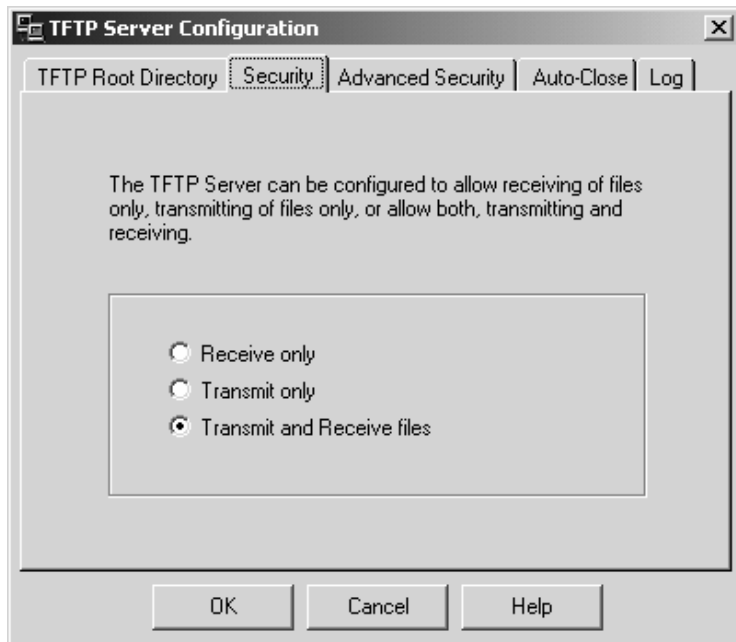 TFTP Server Configuration
TFTP Root Directory Security Advanced Security Auto-Close Log
The TFTP Server can be configured to allow receiving of files
only, transmitting of files only, or allow both, transmitting and
receiving.
Receive only
Transmit only
Transmit and Receive files
OK Cancel Help